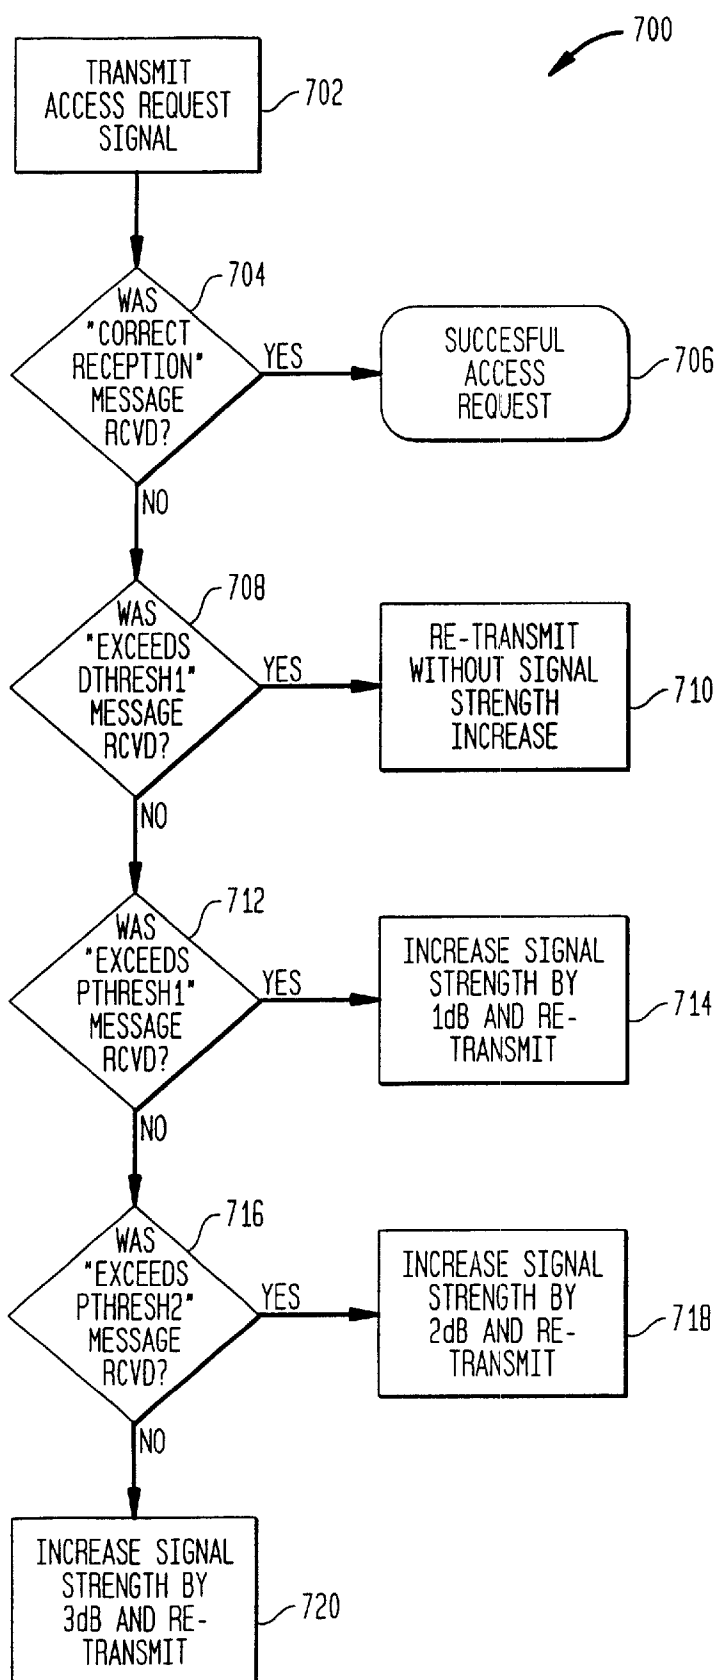 700
TRANSMIT
ACCESS REQUEST
SIGNAL
702
WAS
"CORRECT
RECEPTION"
MESSAGE
RCVD?
704
YES
SUCCESFUL
ACCESS
REQUEST
706
NO
WAS
"EXCEEDS
DTHRESH1"
MESSAGE
RCVD?
708
YES
RE-TRANSMIT
WITHOUT SIGNAL
STRENGTH
INCREASE
710
NO
WAS
"EXCEEDS
PTHRESH1"
MESSAGE
RCVD?
712
YES
INCREASE SIGNAL
STRENGTH BY
1dB AND RE-
TRANSMIT
714
NO
WAS
"EXCEEDS
PTHRESH2"
MESSAGE
RCVD?
716
YES
INCREASE SIGNAL
STRENGTH BY
2dB AND RE-
TRANSMIT
718
NO
INCREASE SIGNAL
STRENGTH BY
3dB AND RE-
TRANSMIT
720